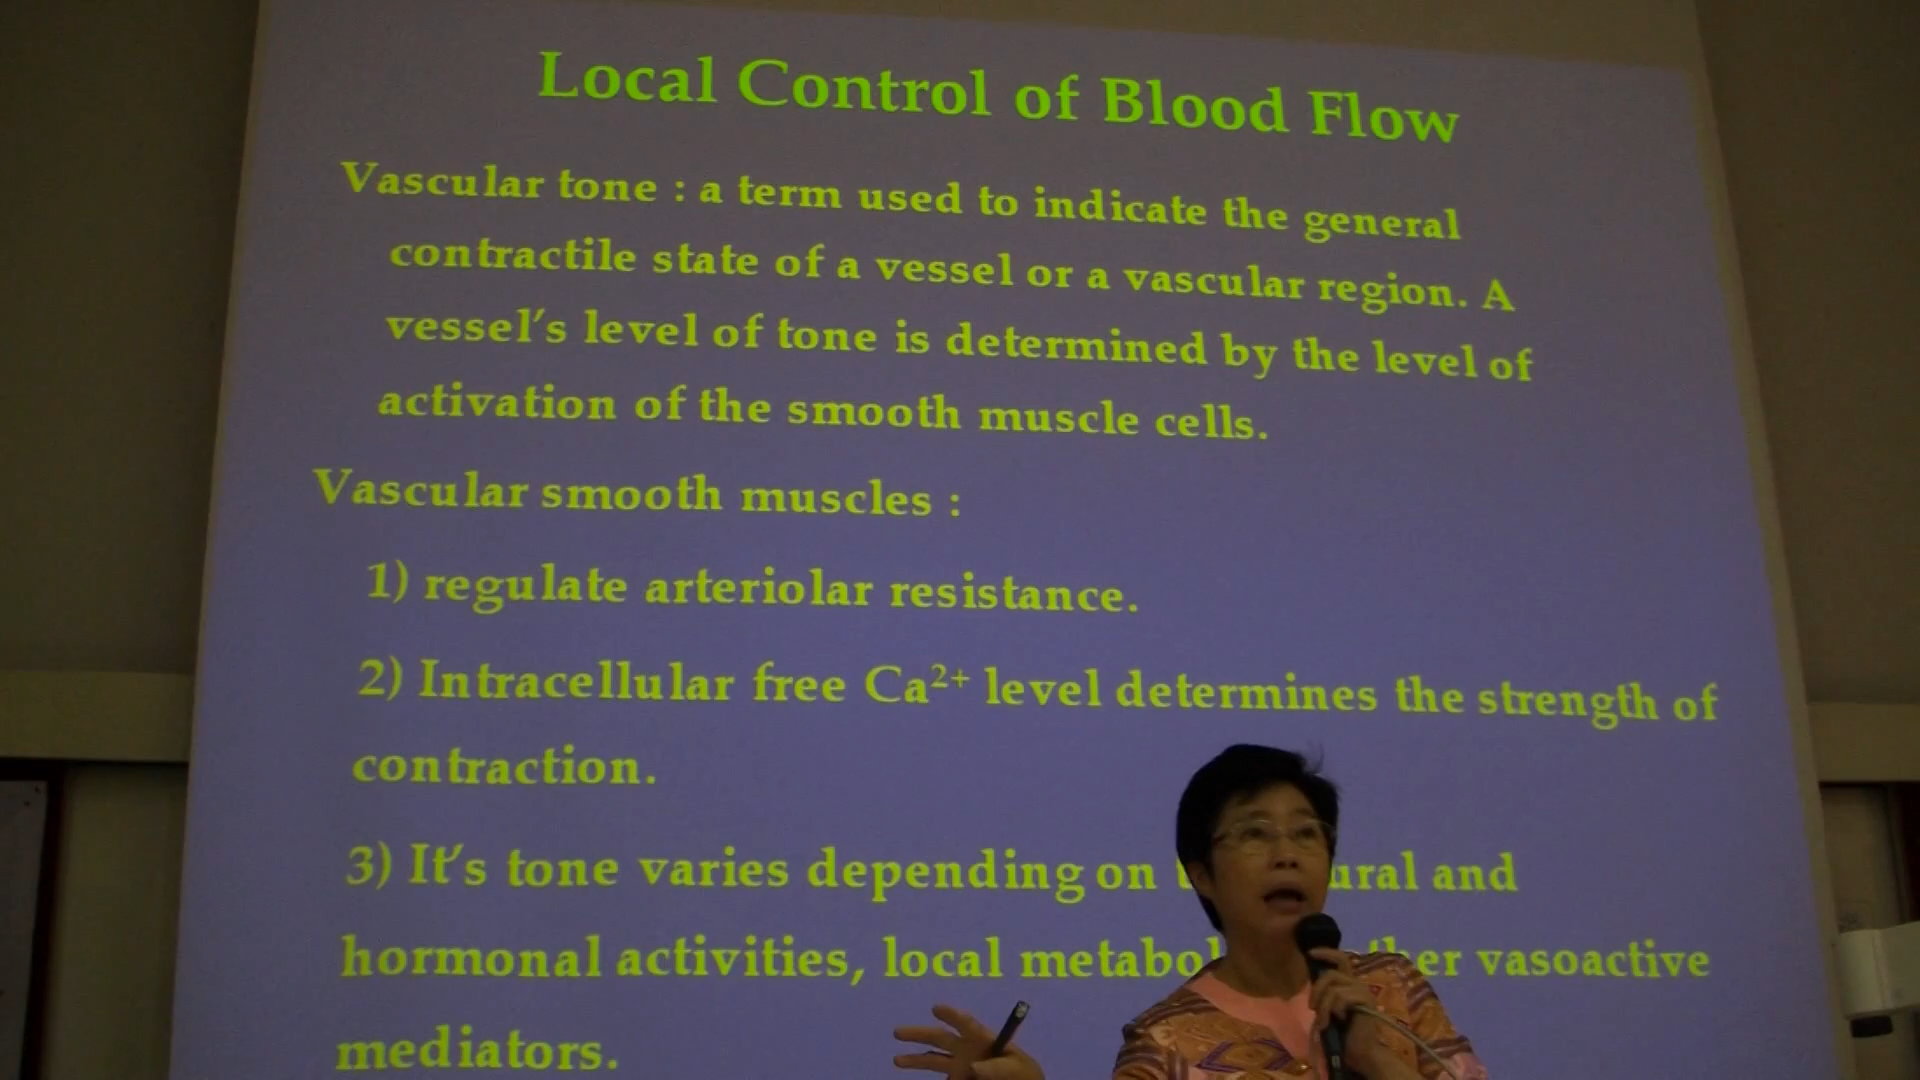 Local Control of Blood Flow
Vascular tone : a term used to indicate the general
contractile state of a vessel or a vascular region. A
vessel's level of tone is determined by the level of
activation of the smooth muscle cells.
Vascular smooth muscles :
1) regulate arteriolar resistance.
2) Intracellular free Ca²⁺ level determines the strength of
contraction.
3) It's tone varies depending on and
hormonal activities, local vasoactive
mediators.